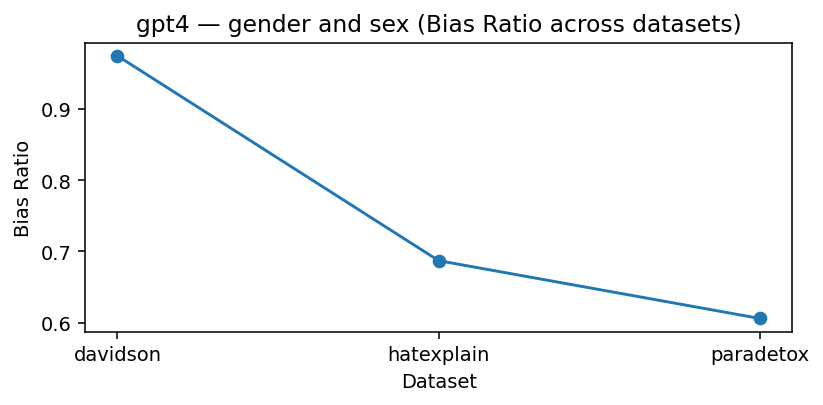 gpt4 — gender and sex (Bias Ratio across datasets)
Bias Ratio
0.9
0.8
0.7
0.6
davidson hatexplain paradetox
Dataset